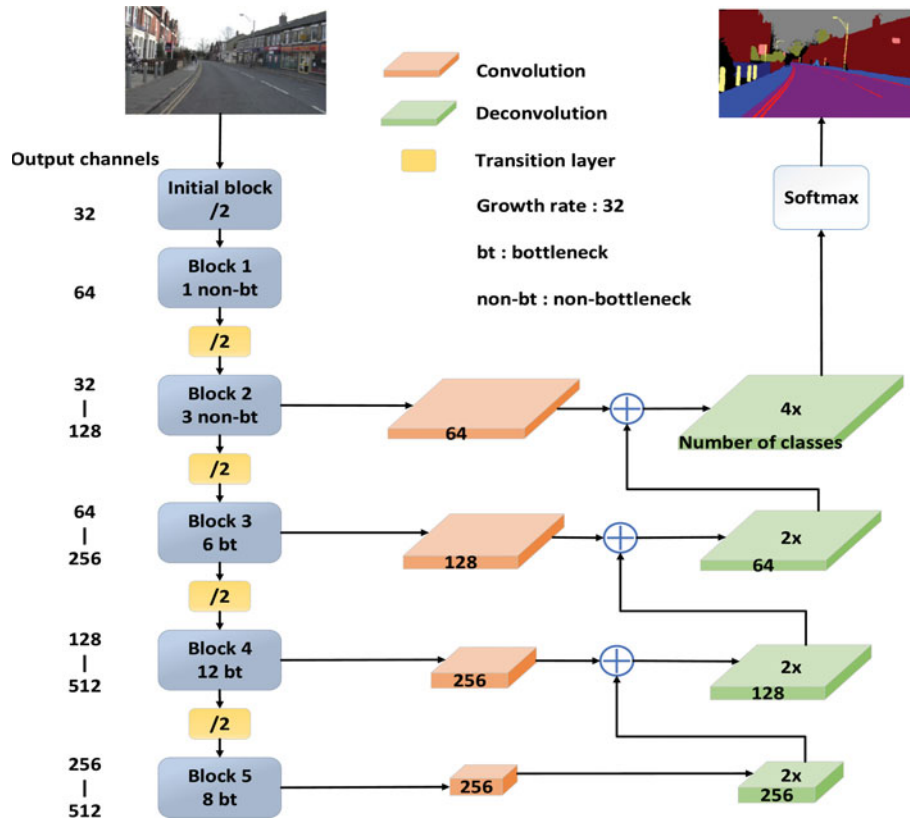 Convolution
Deconvolution
Transition layer
Growth rate : 32
bt : bottleneck
non-bt : non-bottleneck
Softmax
Output channels
32
Initial block
/2
64
Block 1
1 non-bt
/2
32
128
Block 2
3 non-bt
64
4x
Number of classes
/2
64
256
Block 3
6 bt
128
2x
64
/2
128
512
Block 4
12 bt
256
2x
128
/2
256
512
Block 5
8 bt
256
2x
256